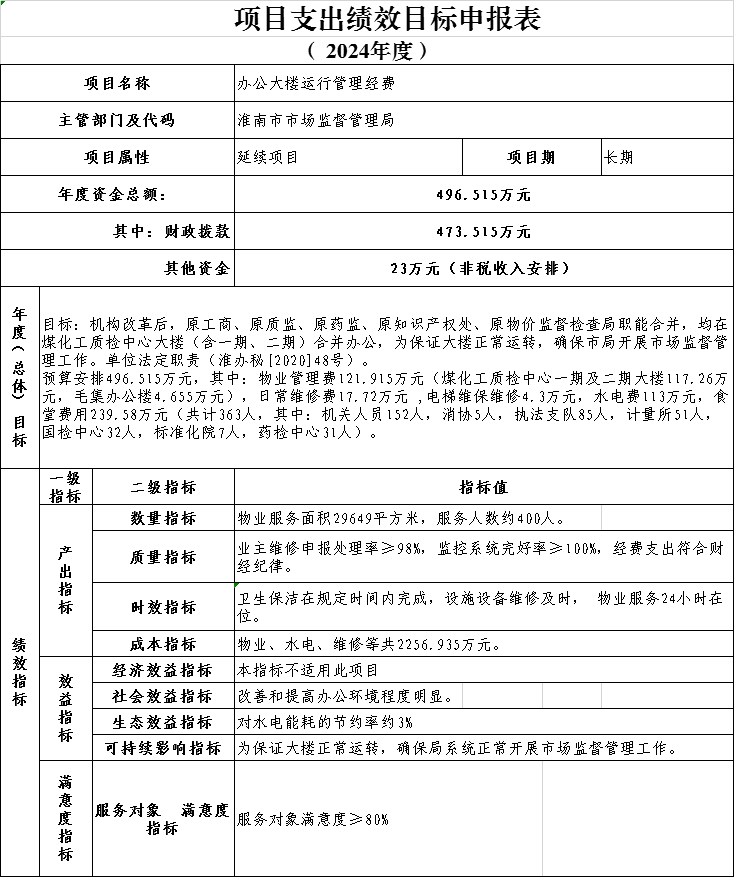 项目支出绩效目标申报表
（ 2024年度）
项目名称 办公大楼运行管理经费
主管部门及代码 淮南市市场监督管理局
项目属性 延续项目 项目期 长期
年度资金总额： 496.515万元
其中：财政拨款 473.515万元
其他资金 23万元（非税收入安排）
年度（总体）目标
目标：机构改革后，原工商、原质监、原药监、原知识产权处、原物价监督检查局职能合并，均在
煤化工质检中心大楼（含一期、二期）合并办公，为保证大楼正常运转，确保市局开展市场监督管
理工作。单位法定职责（淮办秘[2020]48号）。
预算安排496.515万元，其中：物业管理费121.915万元（煤化工质检中心一期及二期大楼117.26万
元，毛集办公楼4.655万元），日常维修费17.72万元 ,电梯维保维修4.3万元，水电费113万元，食
堂费用239.58万元（共计363人，其中：机关人员152人，消协5人，执法支队85人，计量所51人，
国检中心32人，标准化院7人，药检中心31人）。
绩效指标
一级指标 二级指标 指标值
产出指标
数量指标 物业服务面积29649平方米，服务人数约400人。
质量指标 业主维修申报处理率≥98%，监控系统完好率≥100%，经费支出符合财
经纪律。
时效指标 卫生保洁在规定时间内完成，设施设备维修及时， 物业服务24小时在
位。
成本指标 物业、水电、维修等共2256.935万元。
效益指标
经济效益指标 本指标不适用此项目
社会效益指标 改善和提高办公环境程度明显。
生态效益指标 对水电能耗的节约率约3%
可持续影响指标 为保证大楼正常运转，确保局系统正常开展市场监督管理工作。
满意度指标
服务对象 满意度
指标
服务对象满意度≥80%